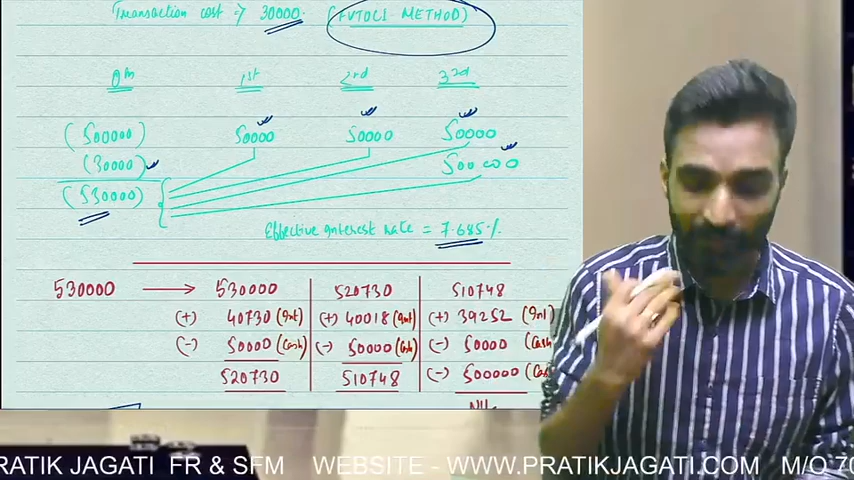 Transaction cost → 30000. (FVTOCI METHOD)
0th 1st 2nd 3rd
(500000) 50000 50000 50000
(30000) 500000
(530000)
Effective Interest rate = 7.685%
530000 → 530000 520730 510748
(+) 40730 (Int) (+) 40018 (Int) (+) 39252 (Int)
(-) 50000 (Cash) (-) 50000 (Cash) (-) 50000 (Cash
520730 510748 (-) 500000 (Cas
NIL
RATIK JAGATI FR & SFM WEBSITE - WWW.PRATIKJAGATI.COM M/O 70